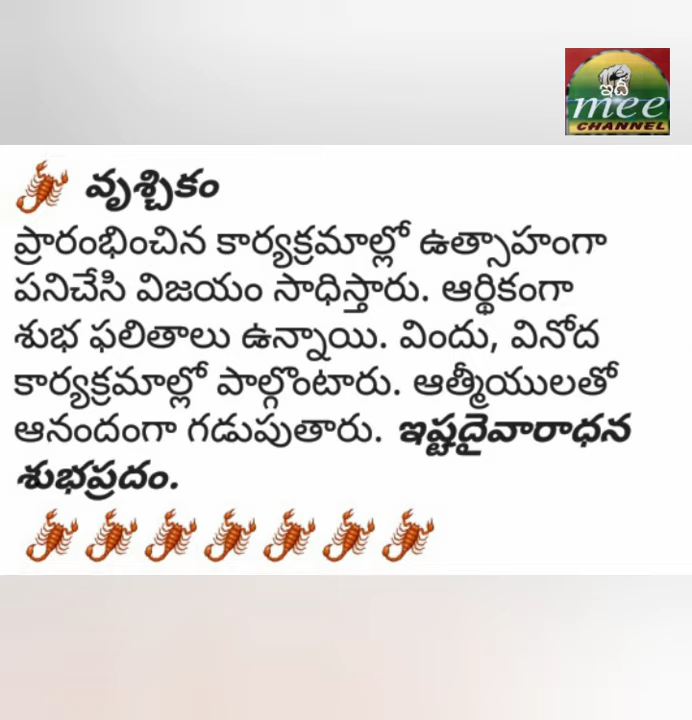 ఇదీ
mee
CHANNEL
వృశ్చికం
ప్రారంభించిన కార్యక్రమాల్లో ఉత్సాహంగా
పనిచేసి విజయం సాధిస్తారు. ఆర్థికంగా
శుభ ఫలితాలు ఉన్నాయి. విందు, వినోద
కార్యక్రమాల్లో పాల్గొంటారు. ఆత్మీయులతో
ఆనందంగా గడుపుతారు. ఇష్టదైవారాధన
శుభప్రదం.